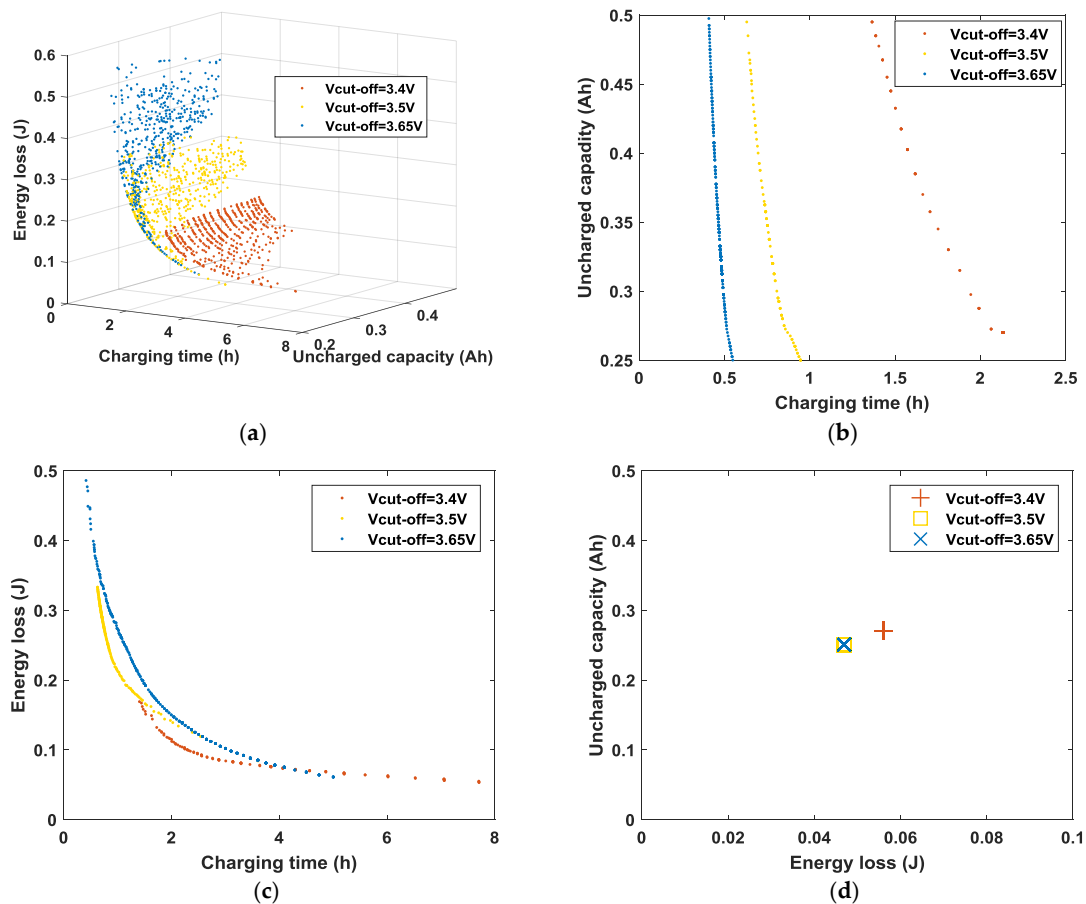 0.6
0.5
0.4
0.3
0.2
0.1
0
Energy loss (J)
Vcut-off=3.4V
Vcut-off=3.5V
Vcut-off=3.65V
0
2
4
6
8
Charging time (h)
0.2
0.3
0.4
Uncharged capacity (Ah)
(a)
0.5
0.45
0.4
0.35
0.3
0.25
Uncharged capadity (Ah)
Vcut-off=3.4V
Vcut-off=3.5V
Vcut-off=3.65V
0 0.5 1 1.5 2 2.5
Charging time (h)
(b)
0.5
0.4
0.3
0.2
0.1
0
Energy loss (J)
Vcut-off=3.4V
Vcut-off=3.5V
Vcut-off=3.65V
0 2 4 6 8
Charging time (h)
(c)
0.5
0.4
0.3
0.2
0.1
0
Uncharged capacity (Ah)
Vcut-off=3.4V
Vcut-off=3.5V
Vcut-off=3.65V
0 0.02 0.04 0.06 0.08 0.1
Energy loss (J)
(d)